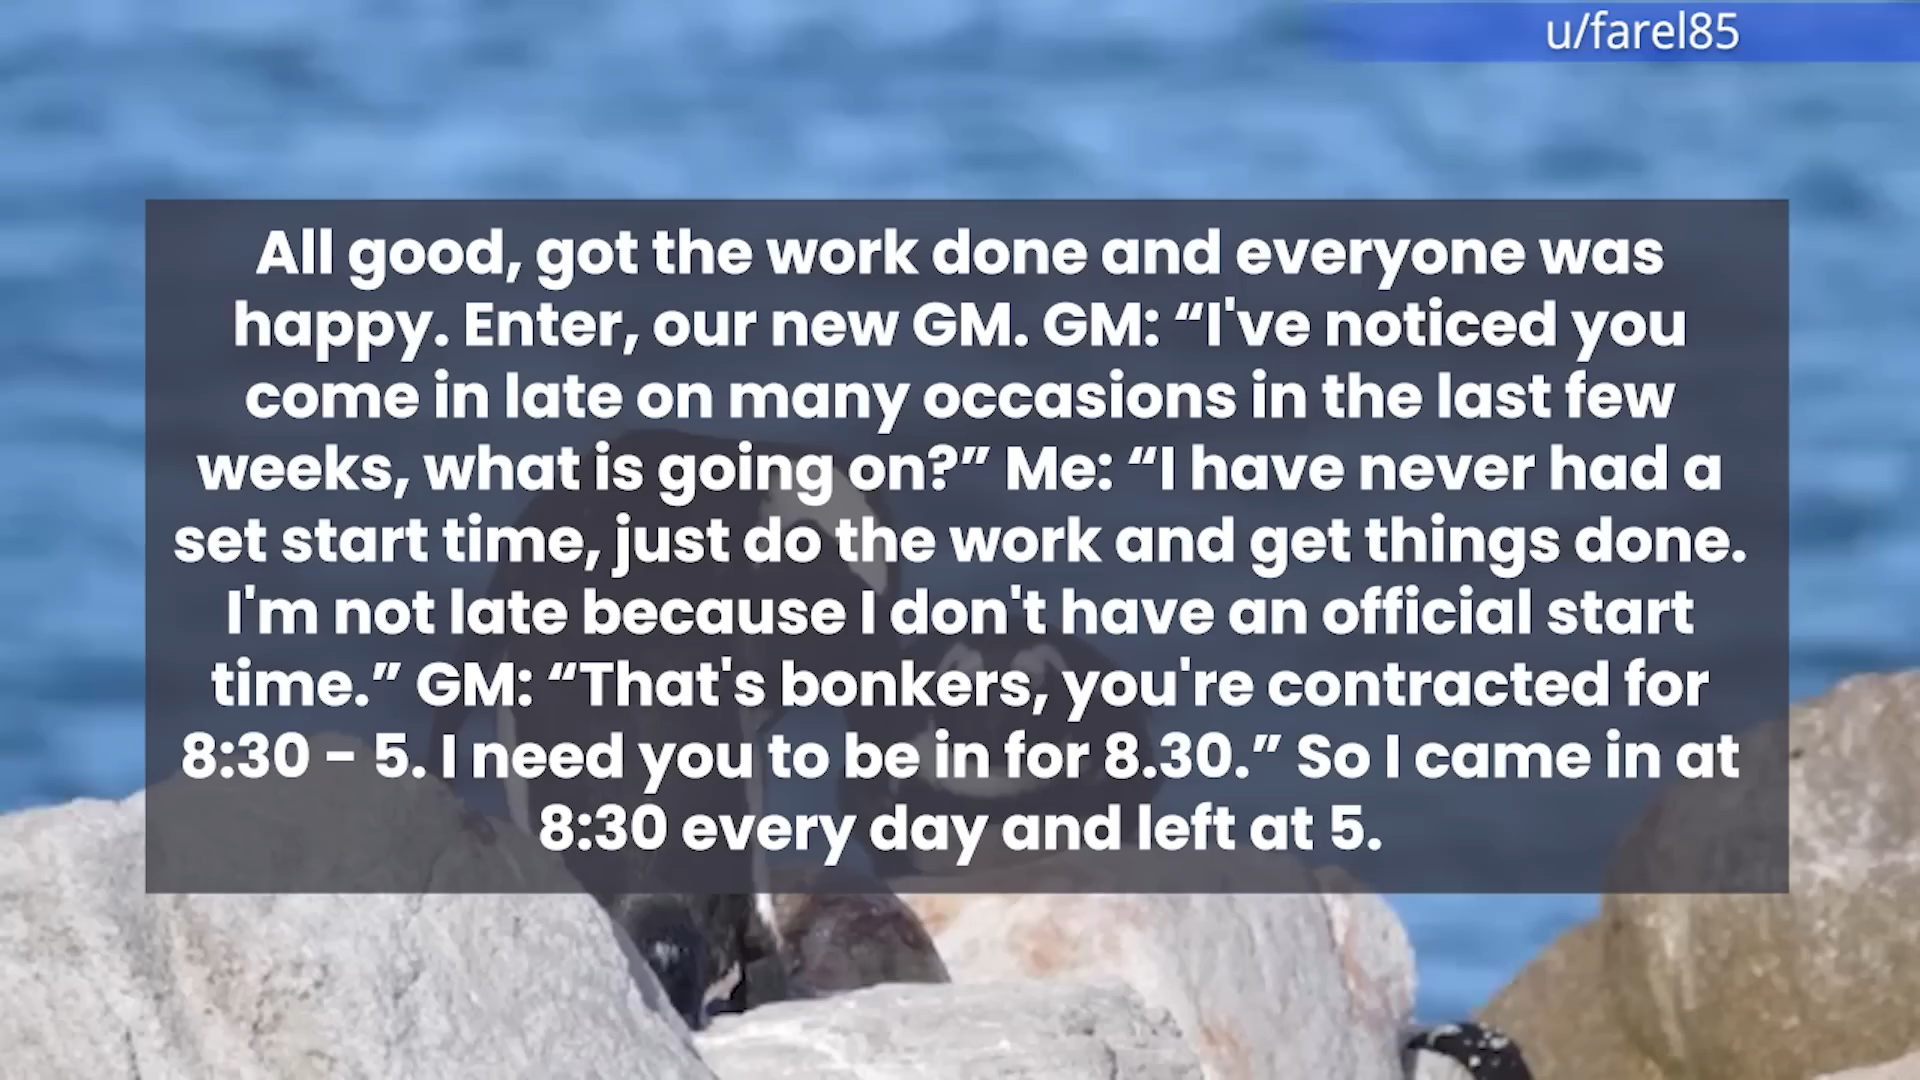 u/farel85
All good, got the work done and everyone was
happy. Enter, our new GM. GM: “I've noticed you
come in late on many occasions in the last few
weeks, what is going on?” Me: “I have never had a
set start time, just do the work and get things done.
I'm not late because I don't have an official start
time.” GM: “That's bonkers, you're contracted for
8:30 - 5. I need you to be in for 8.30.” So I came in at
8:30 every day and left at 5.